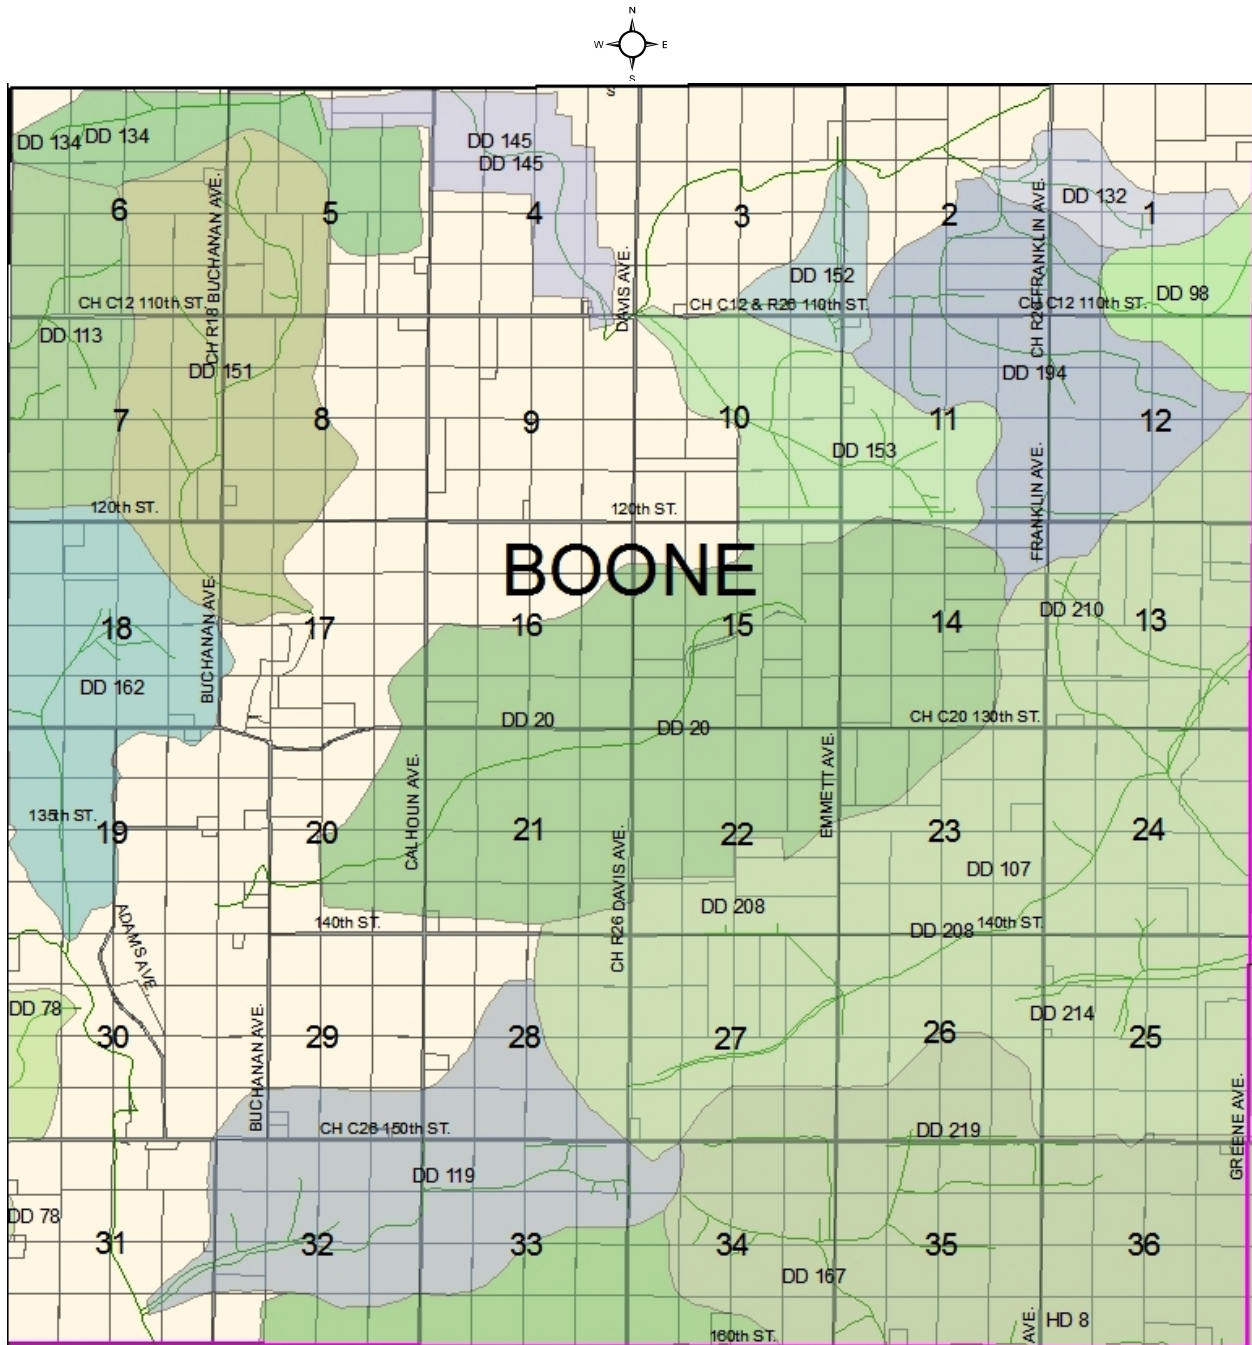 N
W E
S
S
DD 134 DD 134
DD 145
DD 145
DD 132
6 5 4 3 2 1
CH R18 BUCHANAN AVE.
DAVIS AVE.
CH R26 FRANKLIN AVE.
DD 152
DD 98
CH C12 110th ST.
CH C12 & R26 110th ST.
C12 110th ST.
DD 113
DD 151
DD 194
7 8 9 10 11 12
DD 153
FRANKLIN AVE.
120th ST.
120th ST.
BOONE
BUCHANAN AVE.
DD 210
18 17 16 15 14 13
DD 162
DD 20
DD 20
CH C20 130th ST.
CALHOUN AVE.
EMMETT AVE.
135th ST.
19 20 21 22 23 24
CH R26 DAVIS AVE.
DD 107
DD 208
ADAMS AVE.
140th ST.
DD 208
140th ST.
DD 78
DD 214
30 29 28 27 26 25
BUCHANAN AVE.
GREENE AVE.
CH C26 150th ST.
DD 219
DD 119
DD 78
31 32 33 34 35 36
DD 167
AVE.
HD 8
160th ST.